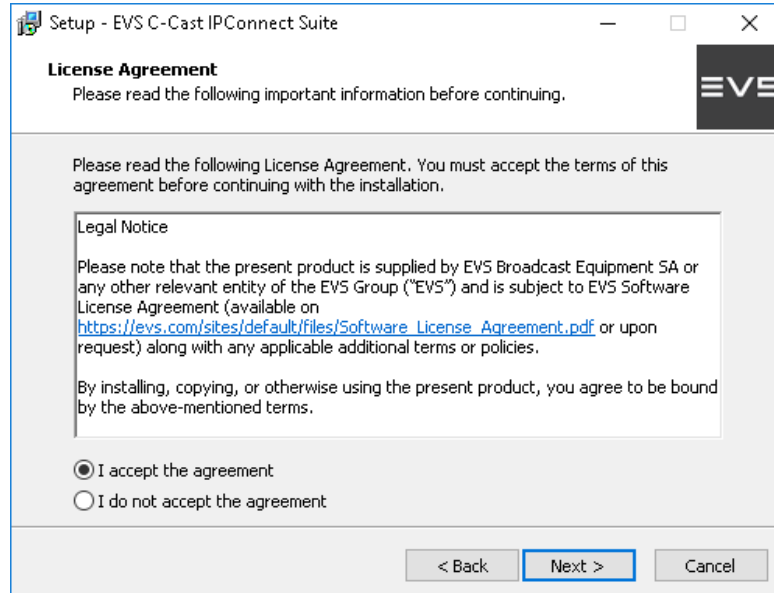 Setup - EVS C-Cast IPConnect Suite
License Agreement
Please read the following important information before continuing.
EVS
Please read the following License Agreement. You must accept the terms of this
agreement before continuing with the installation.
Legal Notice
Please note that the present product is supplied by EVS Broadcast Equipment SA or
any other relevant entity of the EVS Group ("EVS") and is subject to EVS Software
License Agreement (available on
https://evs.com/sites/default/files/Software_License_Agreement.pdf or upon
request) along with any applicable additional terms or policies.
By installing, copying, or otherwise using the present product, you agree to be bound
by the above-mentioned terms.
I accept the agreement
I do not accept the agreement
< Back Next > Cancel